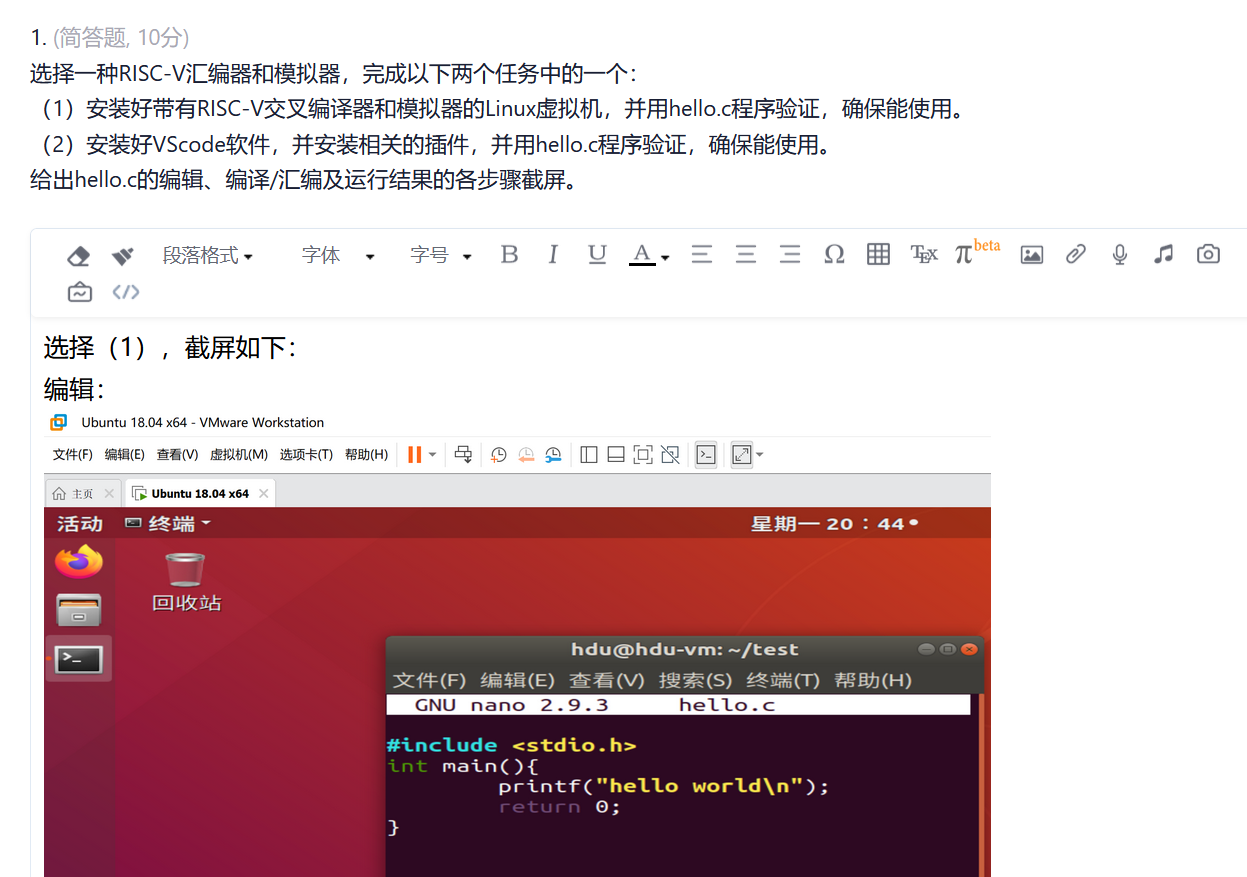 1. (简答题, 10分)
选择一种RISC-V汇编器和模拟器，完成以下两个任务中的一个：
（1）安装好带有RISC-V交叉编译器和模拟器的Linux虚拟机，并用hello.c程序验证，确保能使用。
（2）安装好VScode软件，并安装相关的插件，并用hello.c程序验证，确保能使用。
给出hello.c的编辑、编译/汇编及运行结果的各步骤截屏。
段落格式 字体 字号 B I U A Ω TEX π beta
</>
选择（1），截屏如下：
编辑：
Ubuntu 18.04 x64 - VMware Workstation
文件(F) 编辑(E) 查看(V) 虚拟机(M) 选项卡(T) 帮助(H)
主页 Ubuntu 18.04 x64
活动 终端 星期一 20：44
回收站
hdu@hdu-vm: ~/test
文件(F) 编辑(E) 查看(V) 搜索(S) 终端(T) 帮助(H)
GNU nano 2.9.3 hello.c
#include <stdio.h>
int main(){
printf("hello world\n");
return 0;
}